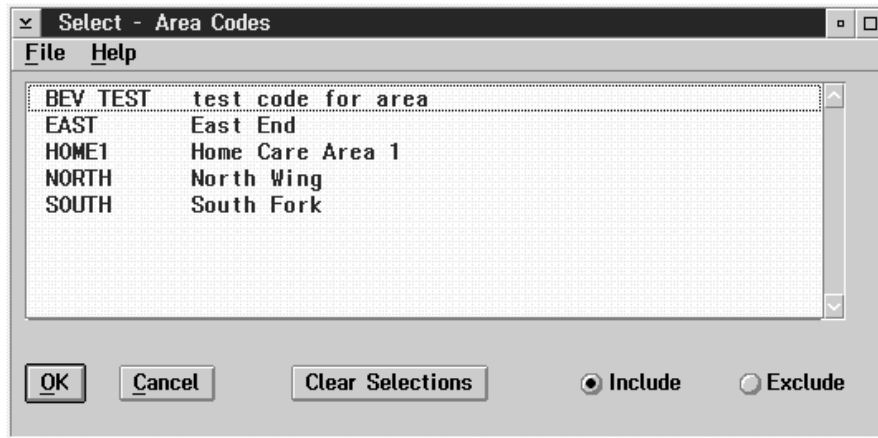 Select - Area Codes
File Help
BEV TEST test code for area
EAST East End
HOME1 Home Care Area 1
NORTH North Wing
SOUTH South Fork
OK Cancel Clear Selections Include Exclude